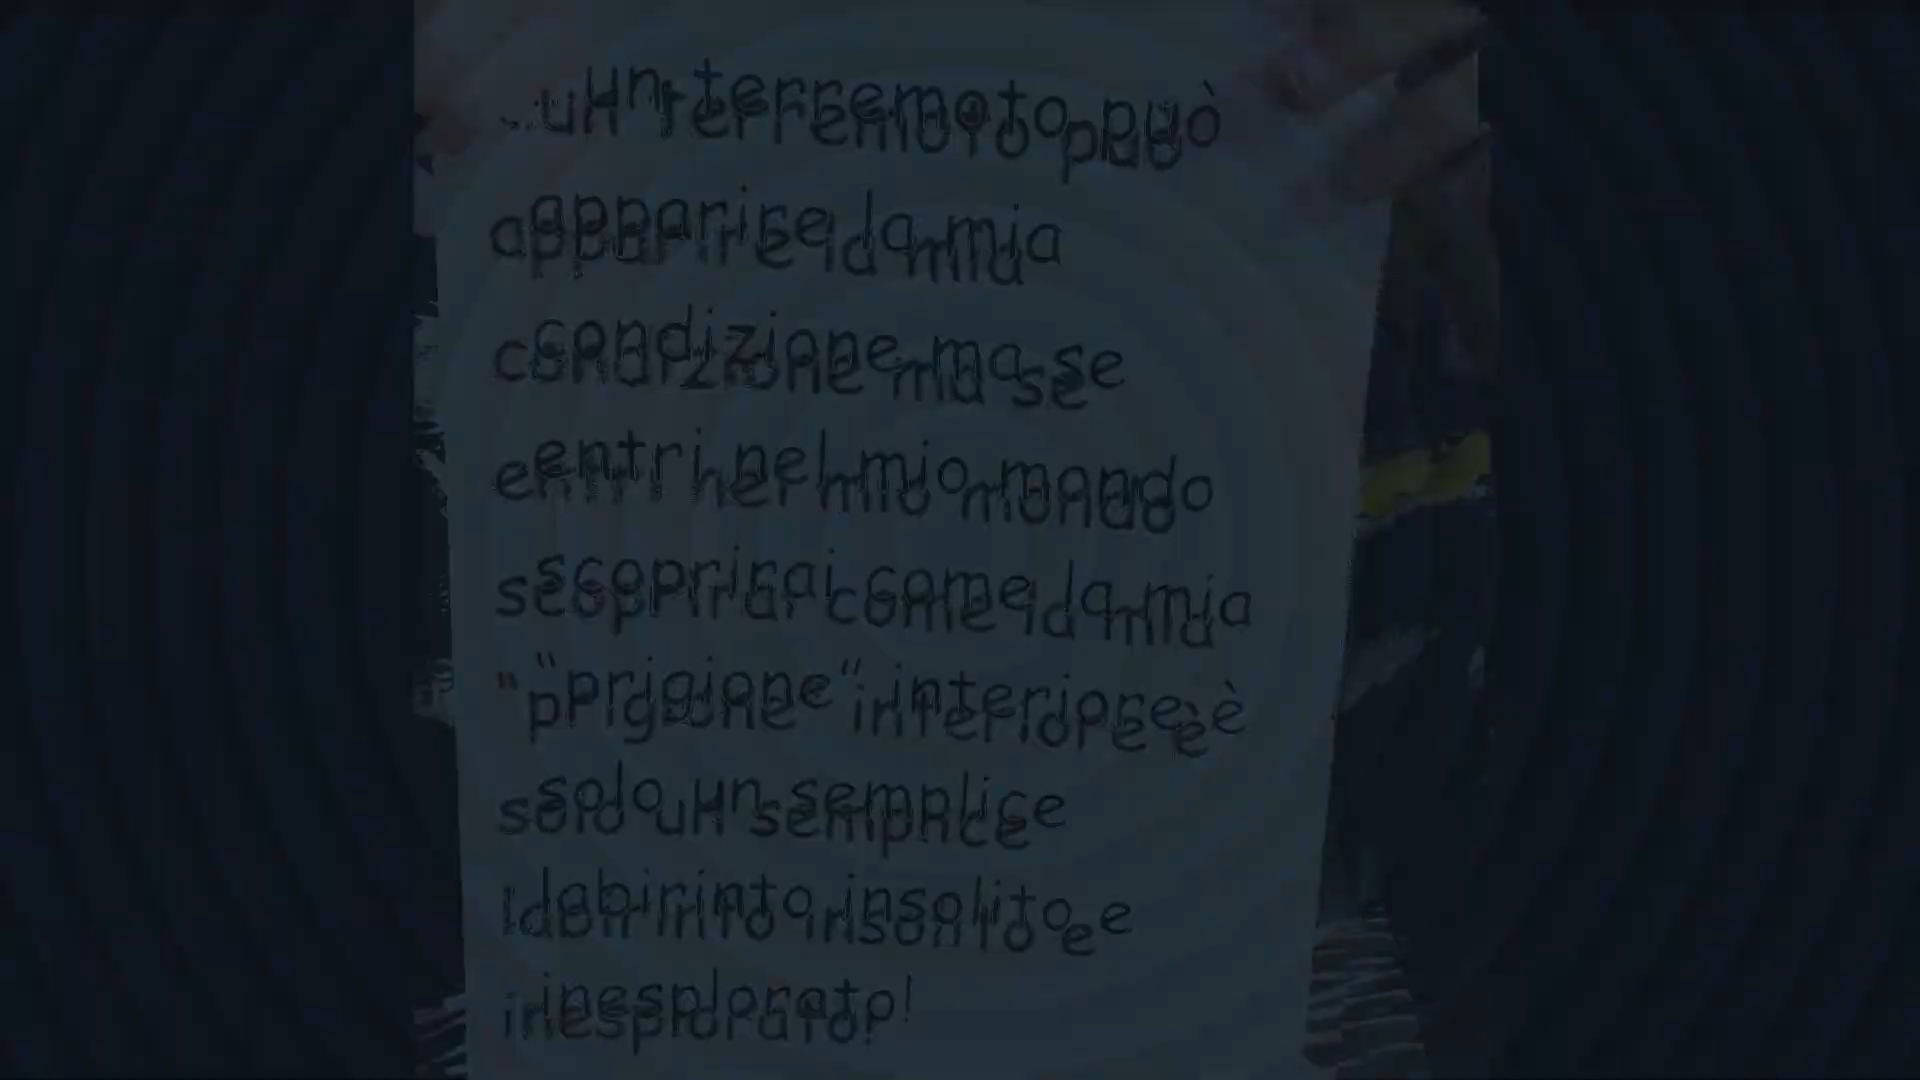 ...un terremoto può
apparire la mia
condizione ma se
entri nel mio mondo
scoprirai come la mia
"prigione" interiore è
solo un semplice
labirinto insolito e
inesplorato!